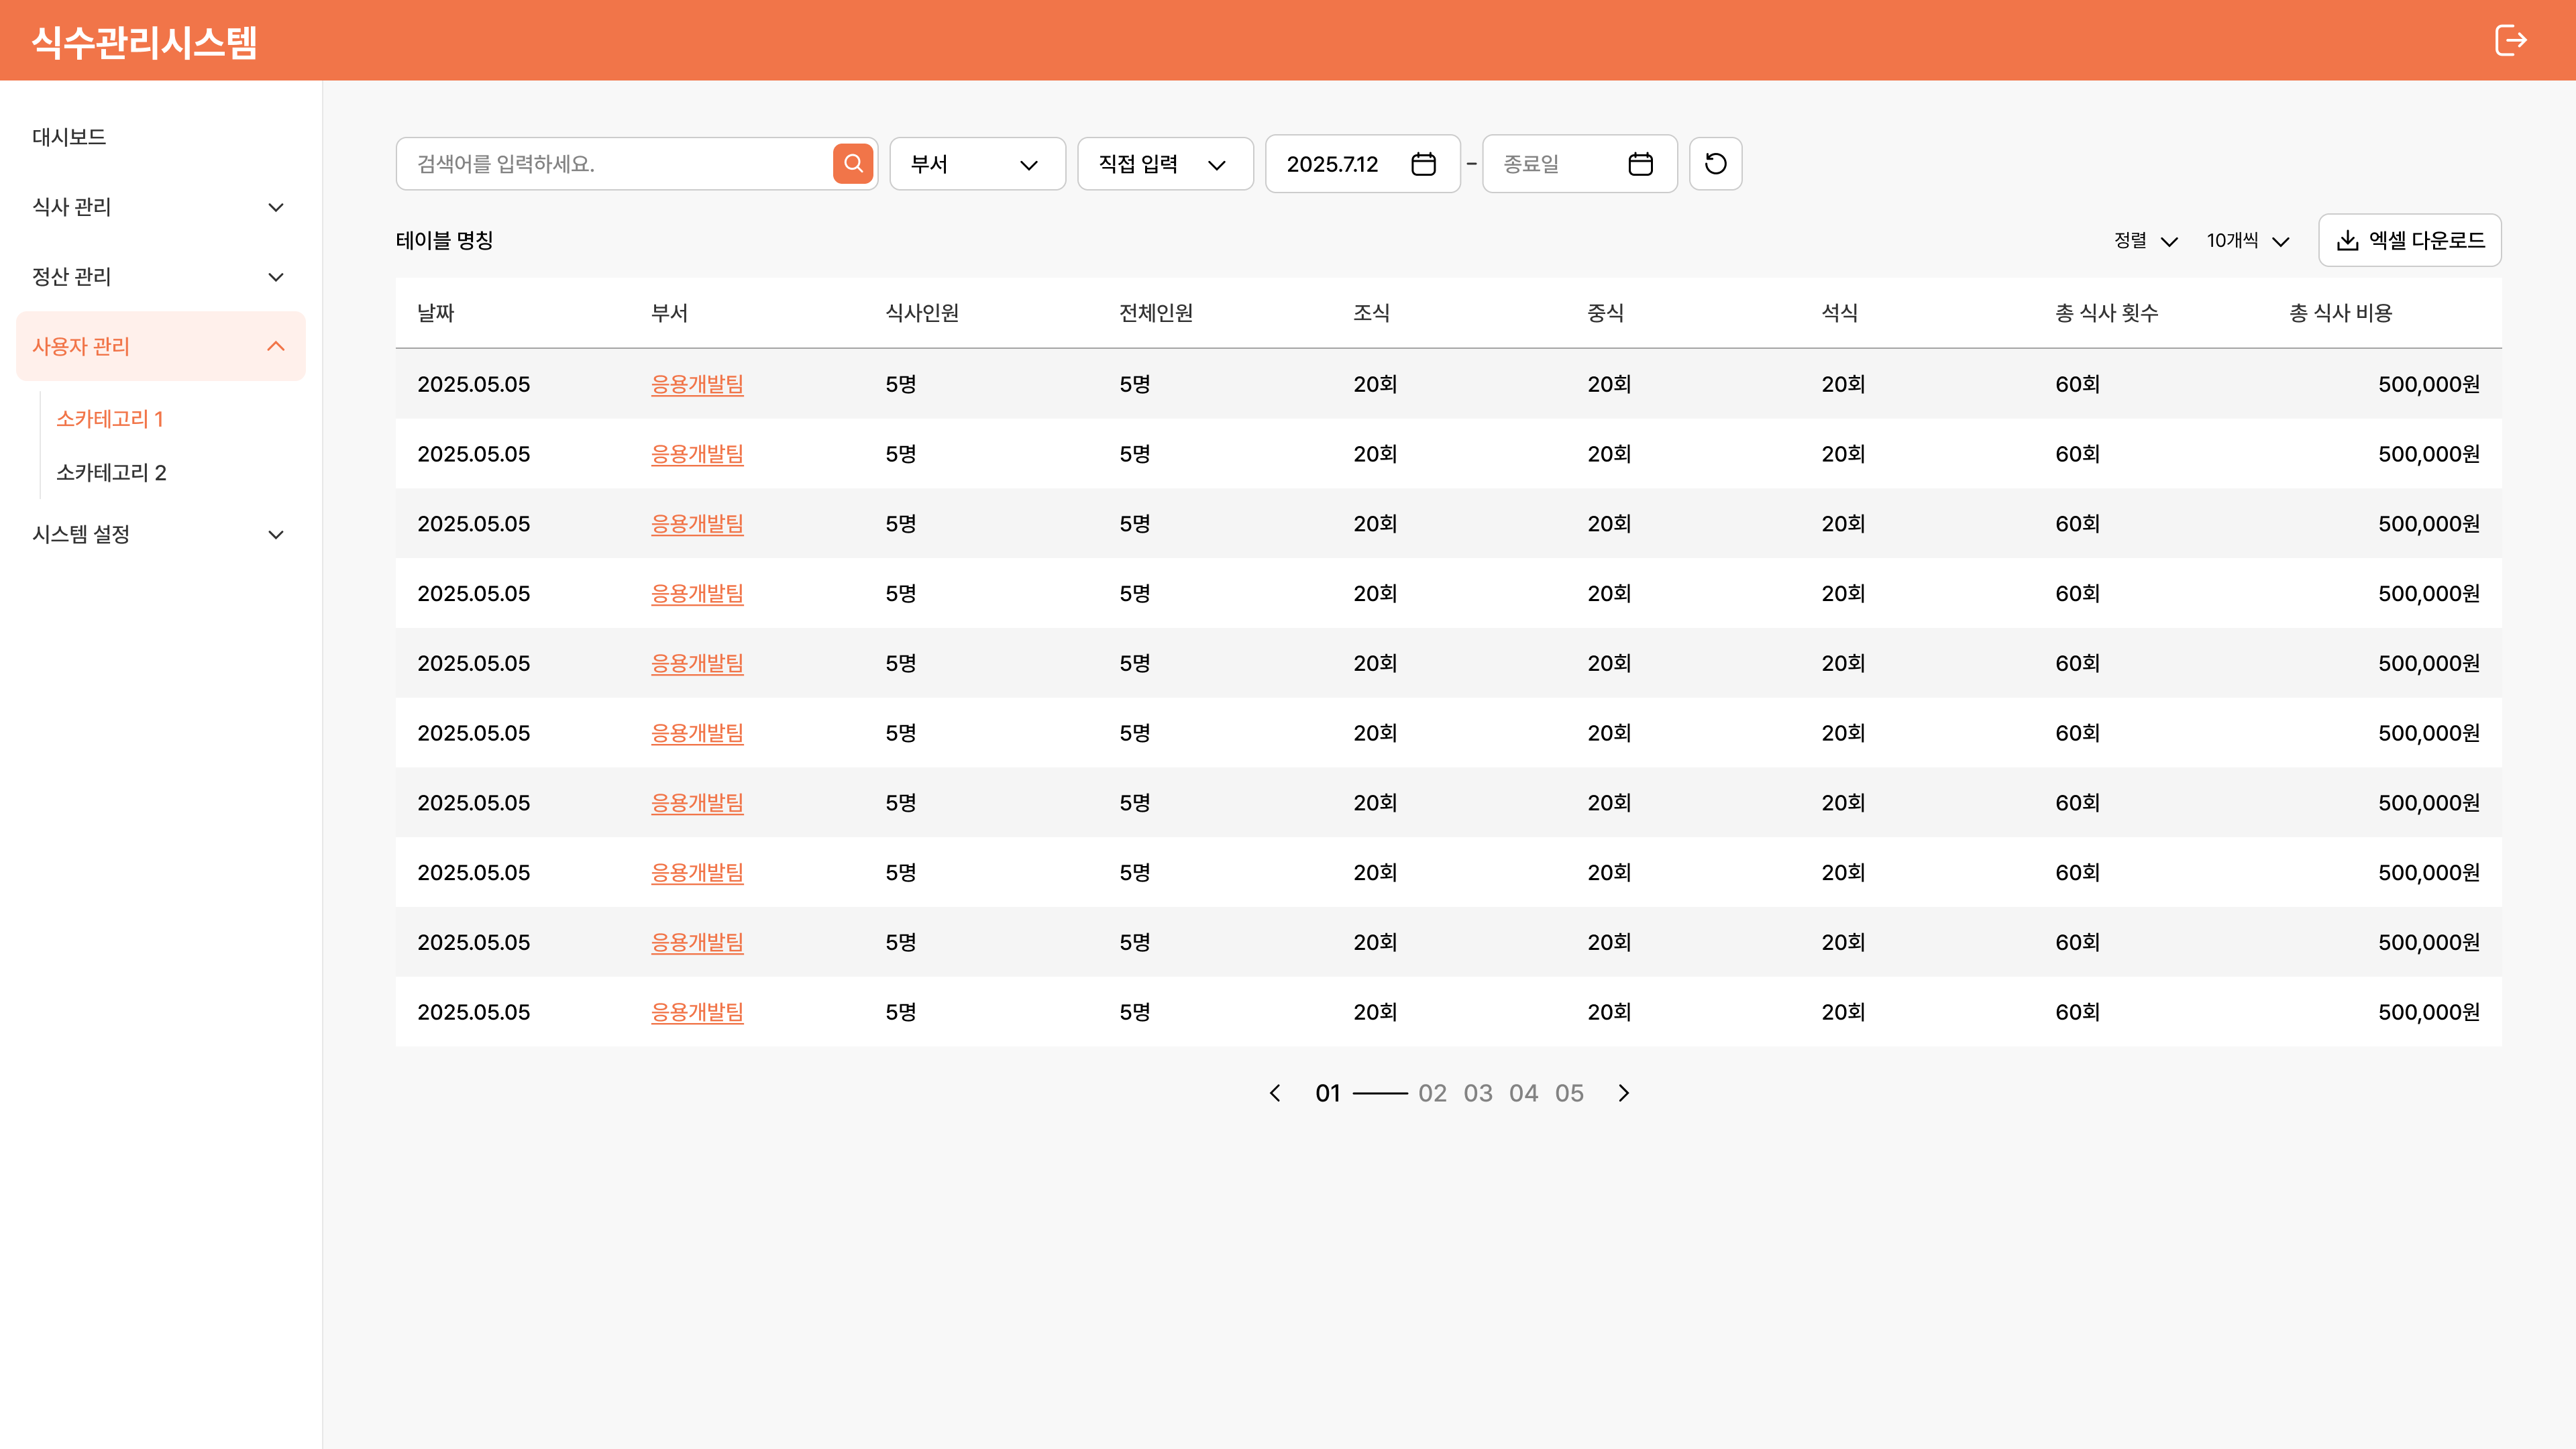 식수관리시스템
대시보드
식사 관리
정산 관리
사용자 관리
소카테고리 1
소카테고리 2
시스템 설정
검색어를 입력하세요. 부서 직접 입력 2025.7.12 - 종료일
테이블 명칭 정렬 10개씩 엑셀 다운로드
날짜 부서 식사인원 전체인원 조식 중식 석식 총 식사 횟수 총 식사 비용
2025.05.05 응용개발팀 5명 5명 20회 20회 20회 60회 500,000원
2025.05.05 응용개발팀 5명 5명 20회 20회 20회 60회 500,000원
2025.05.05 응용개발팀 5명 5명 20회 20회 20회 60회 500,000원
2025.05.05 응용개발팀 5명 5명 20회 20회 20회 60회 500,000원
2025.05.05 응용개발팀 5명 5명 20회 20회 20회 60회 500,000원
2025.05.05 응용개발팀 5명 5명 20회 20회 20회 60회 500,000원
2025.05.05 응용개발팀 5명 5명 20회 20회 20회 60회 500,000원
2025.05.05 응용개발팀 5명 5명 20회 20회 20회 60회 500,000원
2025.05.05 응용개발팀 5명 5명 20회 20회 20회 60회 500,000원
2025.05.05 응용개발팀 5명 5명 20회 20회 20회 60회 500,000원
01 02 03 04 05